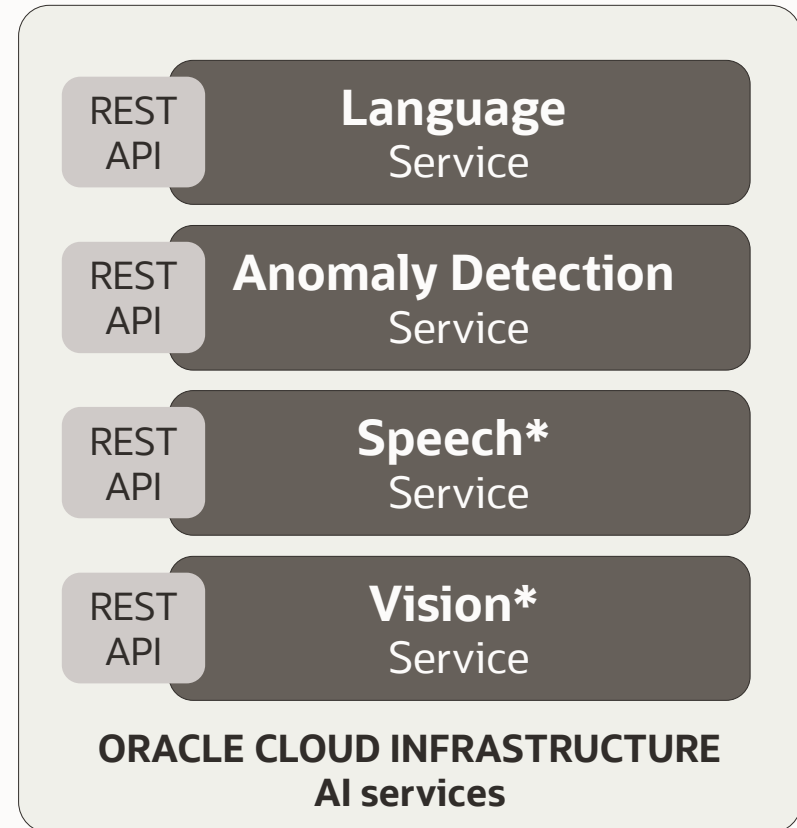 REST
API
Language
Service
REST
API
Anomaly Detection
Service
REST
API
Speech*
Service
REST
API
Vision*
Service
ORACLE CLOUD INFRASTRUCTURE
AI services